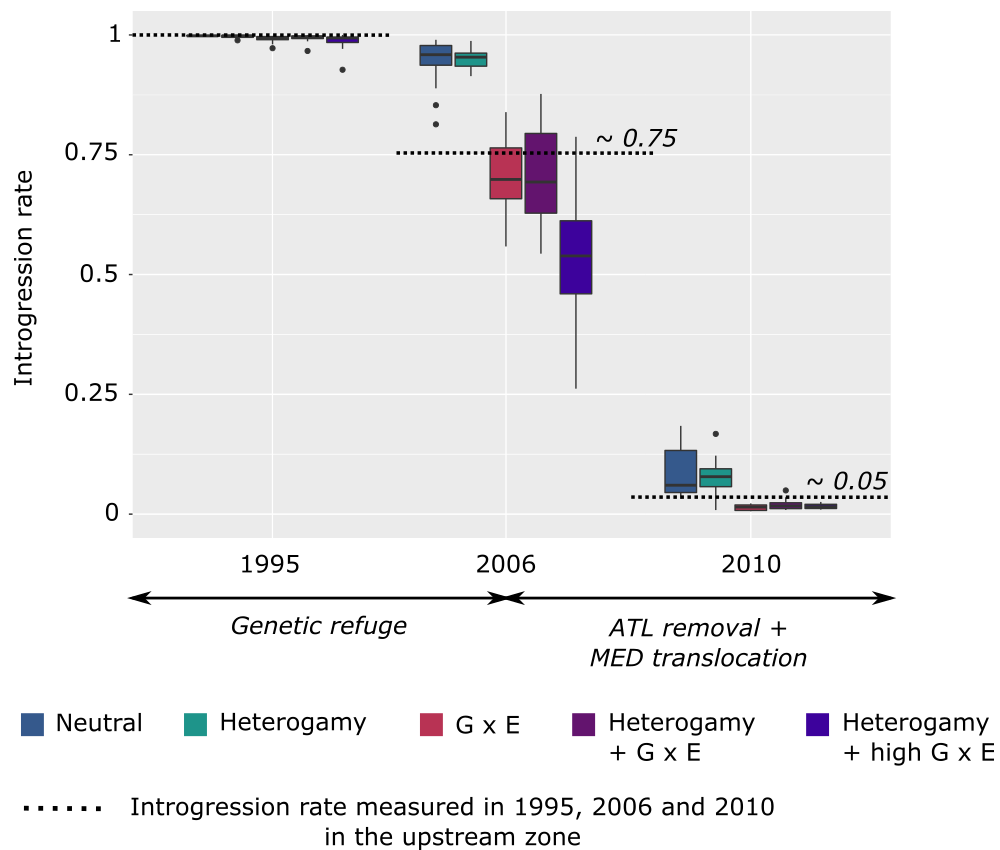 Introgression rate
1
0.75
0.5
0.25
0
~ 0.75
~ 0.05
1995 2006 2010
Genetic refuge
ATL removal +
MED translocation
Neutral Heterogamy G x E Heterogamy Heterogamy
+ G x E + high G x E
Introgression rate measured in 1995, 2006 and 2010
in the upstream zone